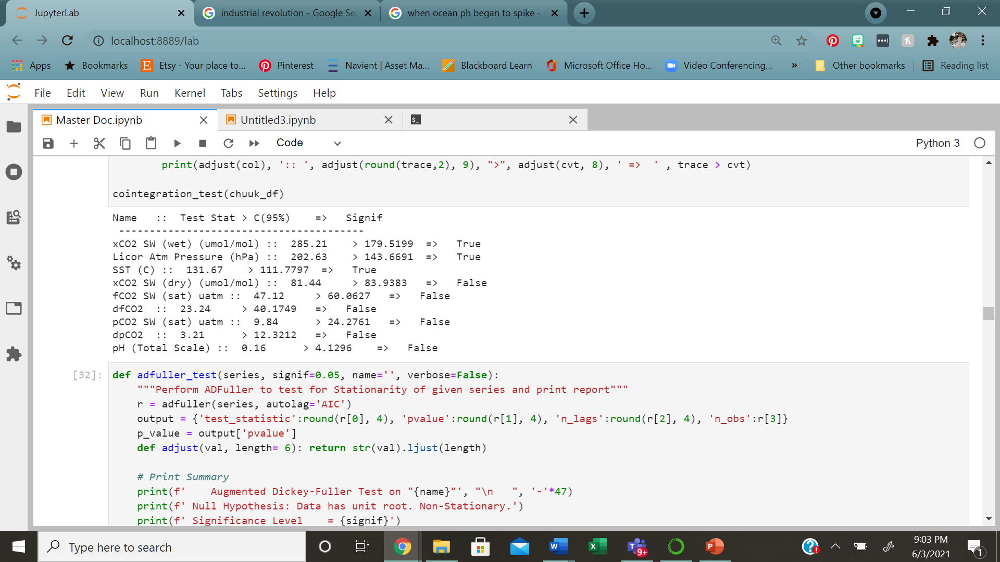 JupyterLab
industrial revolution - Google Sea
when ocean ph began to spike -
localhost:8889/lab
Apps Bookmarks Etsy - Your place to... Pinterest Navient | Asset Ma... Blackboard Learn Microsoft Office Ho... Video Conferencing... » Other bookmarks Reading list
File Edit View Run Kernel Tabs Settings Help
Master Doc.ipynb Untitled3.ipynb $_
Code Python 3
print(adjust(col), ':: ', adjust(round(trace,2), 9), ">", adjust(cvt, 8), ' =>  ' , trace > cvt)
cointegration_test(chuuk_df)
Name   ::  Test Stat > C(95%)    =>   Signif
----------------------------------------
xCO2 SW (wet) (umol/mol) ::  285.21    > 179.5199  =>   True
Licor Atm Pressure (hPa) ::  202.63    > 143.6691  =>   True
SST (C) ::  131.67    > 111.7797  =>   True
xCO2 SW (dry) (umol/mol) ::  81.44     > 83.9383   =>   False
fCO2 SW (sat) uatm ::  47.12     > 60.0627   =>   False
dfCO2  ::  23.24     > 40.1749   =>   False
pCO2 SW (sat) uatm ::  9.84      > 24.2761   =>   False
dpCO2  ::  3.21      > 12.3212   =>   False
pH (Total Scale) ::  0.16      > 4.1296    =>   False
[32]: def adfuller_test(series, signif=0.05, name='', verbose=False):
"""Perform ADFuller to test for Stationarity of given series and print report"""
r = adfuller(series, autolag='AIC')
output = {'test_statistic':round(r[0], 4), 'pvalue':round(r[1], 4), 'n_lags':round(r[2], 4), 'n_obs':r[3]}
p_value = output['pvalue']
def adjust(val, length= 6): return str(val).ljust(length)
# Print Summary
print(f'    Augmented Dickey-Fuller Test on "{name}"', "\n   ", '-'*47)
print(f' Null Hypothesis: Data has unit root. Non-Stationary.')
print(f' Significance Level    = {signif}')
Type here to search
9+
9:03 PM
6/3/2021
1